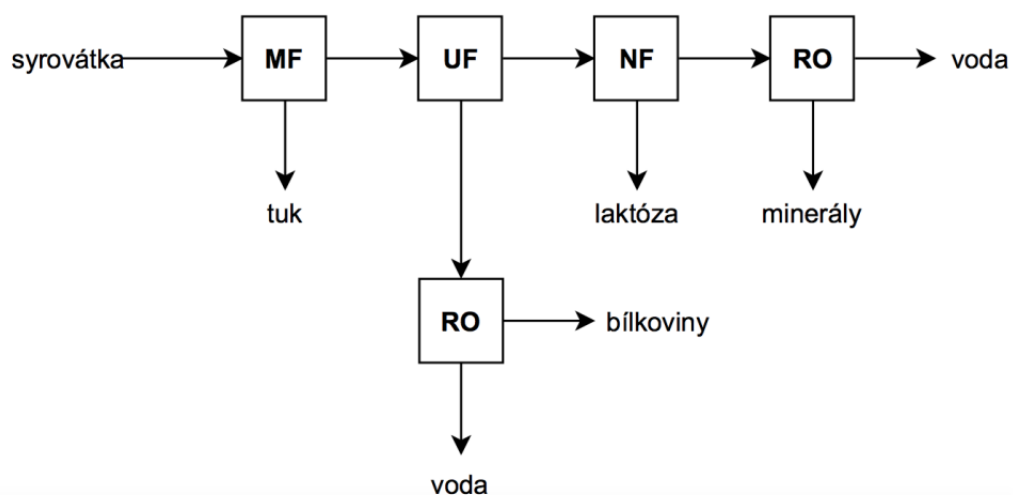 syrovátka MF UF NF RO voda
tuk laktóza minerály
RO bílkoviny
voda